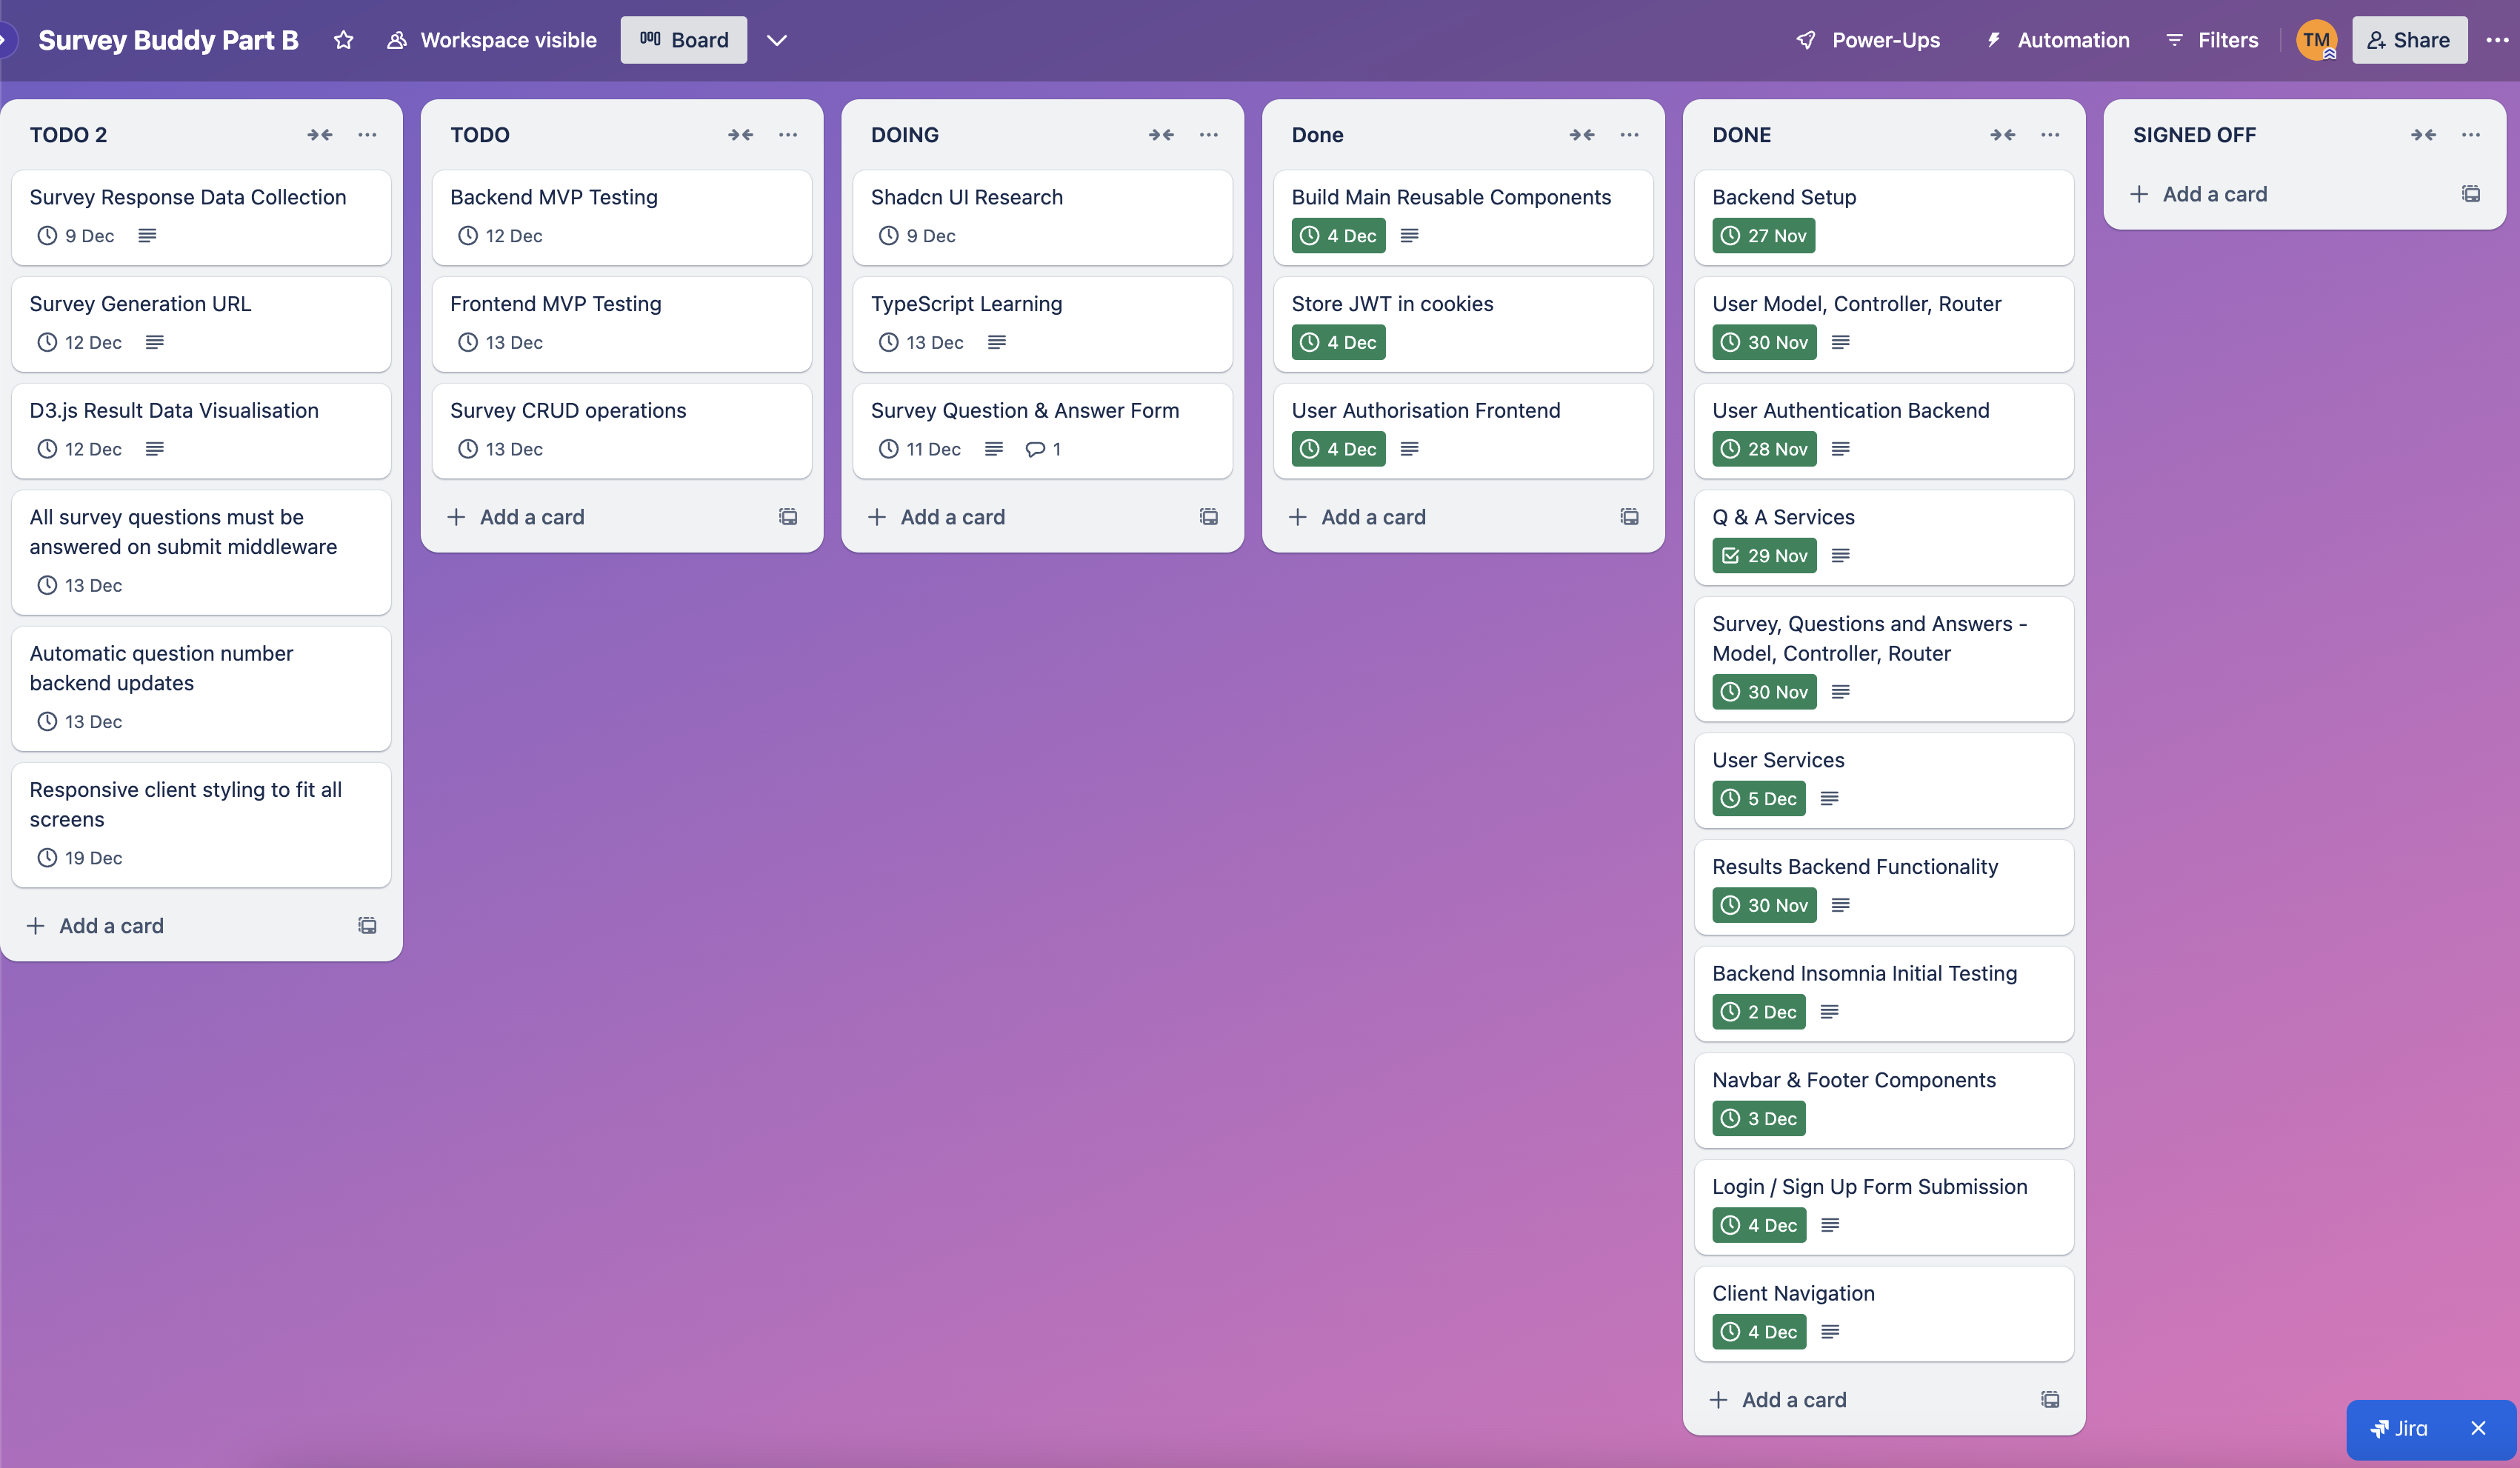 Survey Buddy Part B
Workspace visible
Board
Power-Ups
Automation
Filters
TM
Share
TODO 2
Survey Response Data Collection
9 Dec
Survey Generation URL
12 Dec
D3.js Result Data Visualisation
12 Dec
All survey questions must be
answered on submit middleware
13 Dec
Automatic question number
backend updates
13 Dec
Responsive client styling to fit all
screens
19 Dec
Add a card
TODO
Backend MVP Testing
12 Dec
Frontend MVP Testing
13 Dec
Survey CRUD operations
13 Dec
Add a card
DOING
Shadcn UI Research
9 Dec
TypeScript Learning
13 Dec
Survey Question & Answer Form
11 Dec 1
Add a card
Done
Build Main Reusable Components
4 Dec
Store JWT in cookies
4 Dec
User Authorisation Frontend
4 Dec
Add a card
DONE
Backend Setup
27 Nov
User Model, Controller, Router
30 Nov
User Authentication Backend
28 Nov
Q & A Services
29 Nov
Survey, Questions and Answers -
Model, Controller, Router
30 Nov
User Services
5 Dec
Results Backend Functionality
30 Nov
Backend Insomnia Initial Testing
2 Dec
Navbar & Footer Components
3 Dec
Login / Sign Up Form Submission
4 Dec
Client Navigation
4 Dec
Add a card
SIGNED OFF
Add a card
Jira